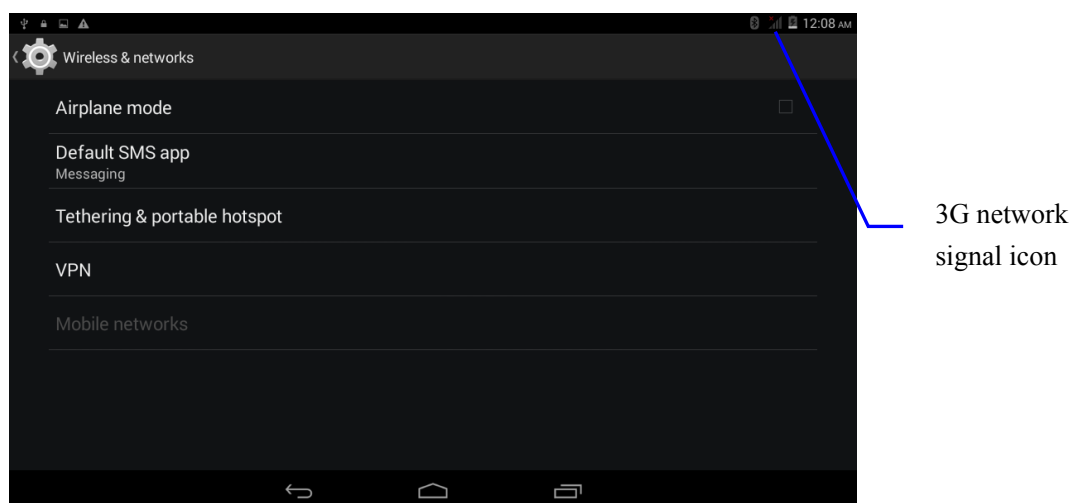 12:08 AM
Wireless & networks
Airplane mode
Default SMS app
Messaging
Tethering & portable hotspot
VPN
Mobile networks
3G network
signal icon